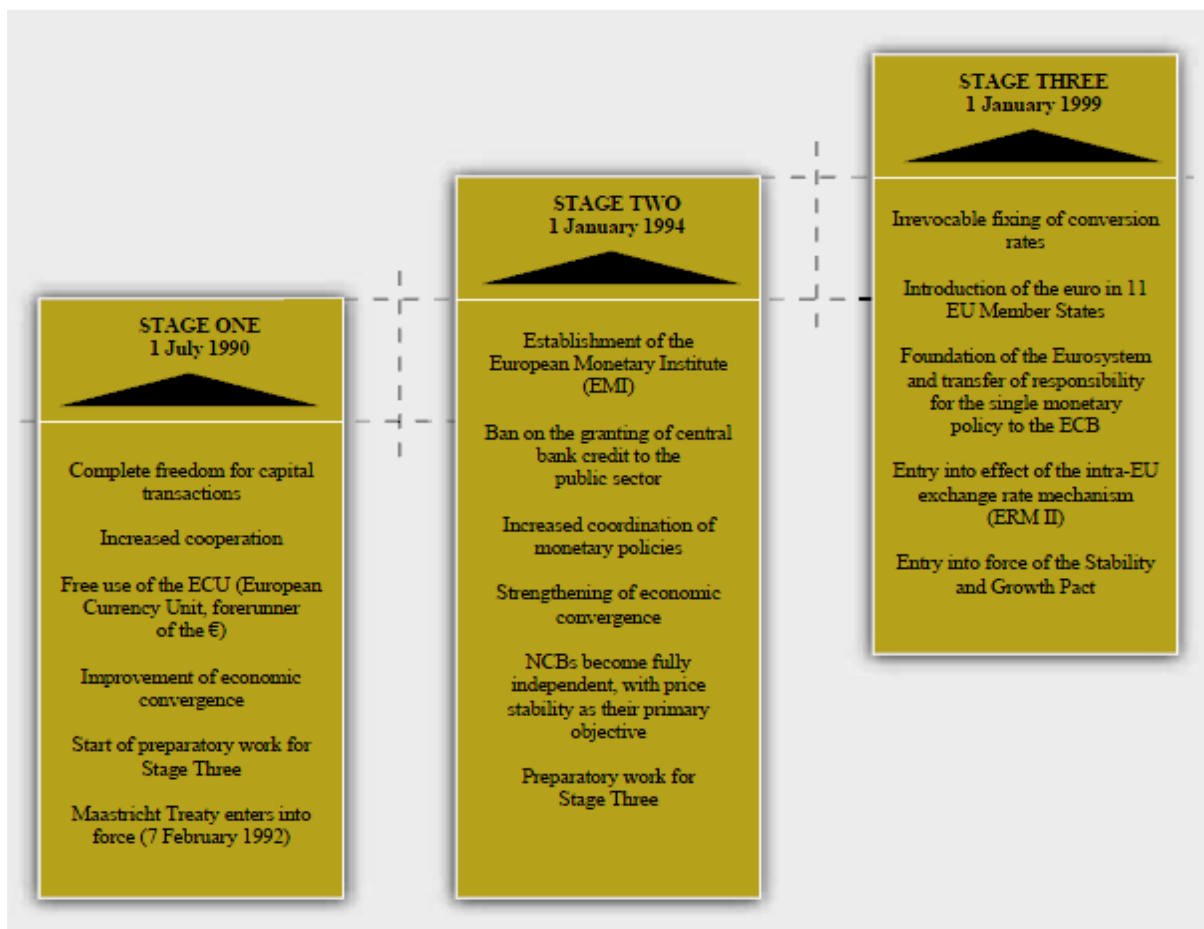 STAGE ONE
1 July 1990
Complete freedom for capital
transactions
Increased cooperation
Free use of the ECU (European
Currency Unit, forerunner
of the €)
Improvement of economic
convergence
Start of preparatory work for
Stage Three
Maastricht Treaty enters into
force (7 February 1992)
STAGE TWO
1 January 1994
Establishment of the
European Monetary Institute
(EMI)
Ban on the granting of central
bank credit to the
public sector
Increased coordination of
monetary policies
Strengthening of economic
convergence
NCBs become fully
independent, with price
stability as their primary
objective
Preparatory work for
Stage Three
STAGE THREE
1 January 1999
Irrevocable fixing of conversion
rates
Introduction of the euro in 11
EU Member States
Foundation of the Eurosystem
and transfer of responsibility
for the single monetary
policy to the ECB
Entry into effect of the intra-EU
exchange rate mechanism
(ERM II)
Entry into force of the Stability
and Growth Pact